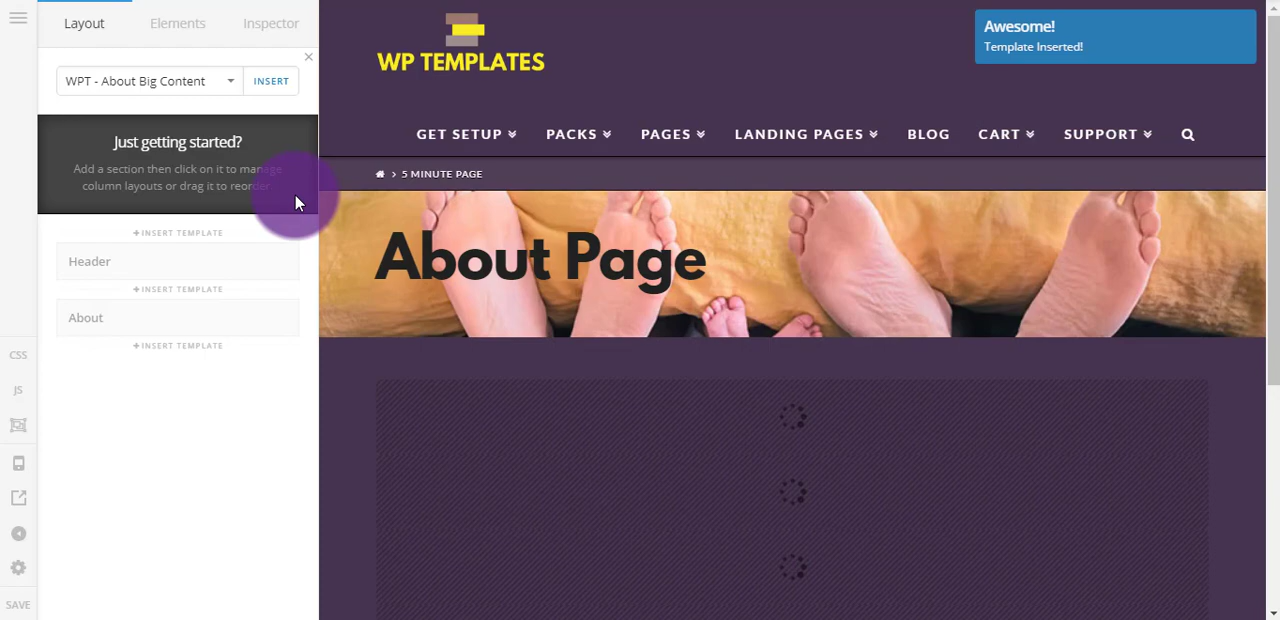 Layout Elements Inspector
WPT - About Big Content INSERT
Just getting started?
Add a section then click on it to manage
column layouts or drag it to reorder.
+INSERT TEMPLATE
Header
+INSERT TEMPLATE
About
+INSERT TEMPLATE
CSS
JS
SAVE
WP TEMPLATES
Awesome!
Template Inserted!
GET SETUP PACKS PAGES LANDING PAGES BLOG CART SUPPORT
5 MINUTE PAGE
About Page